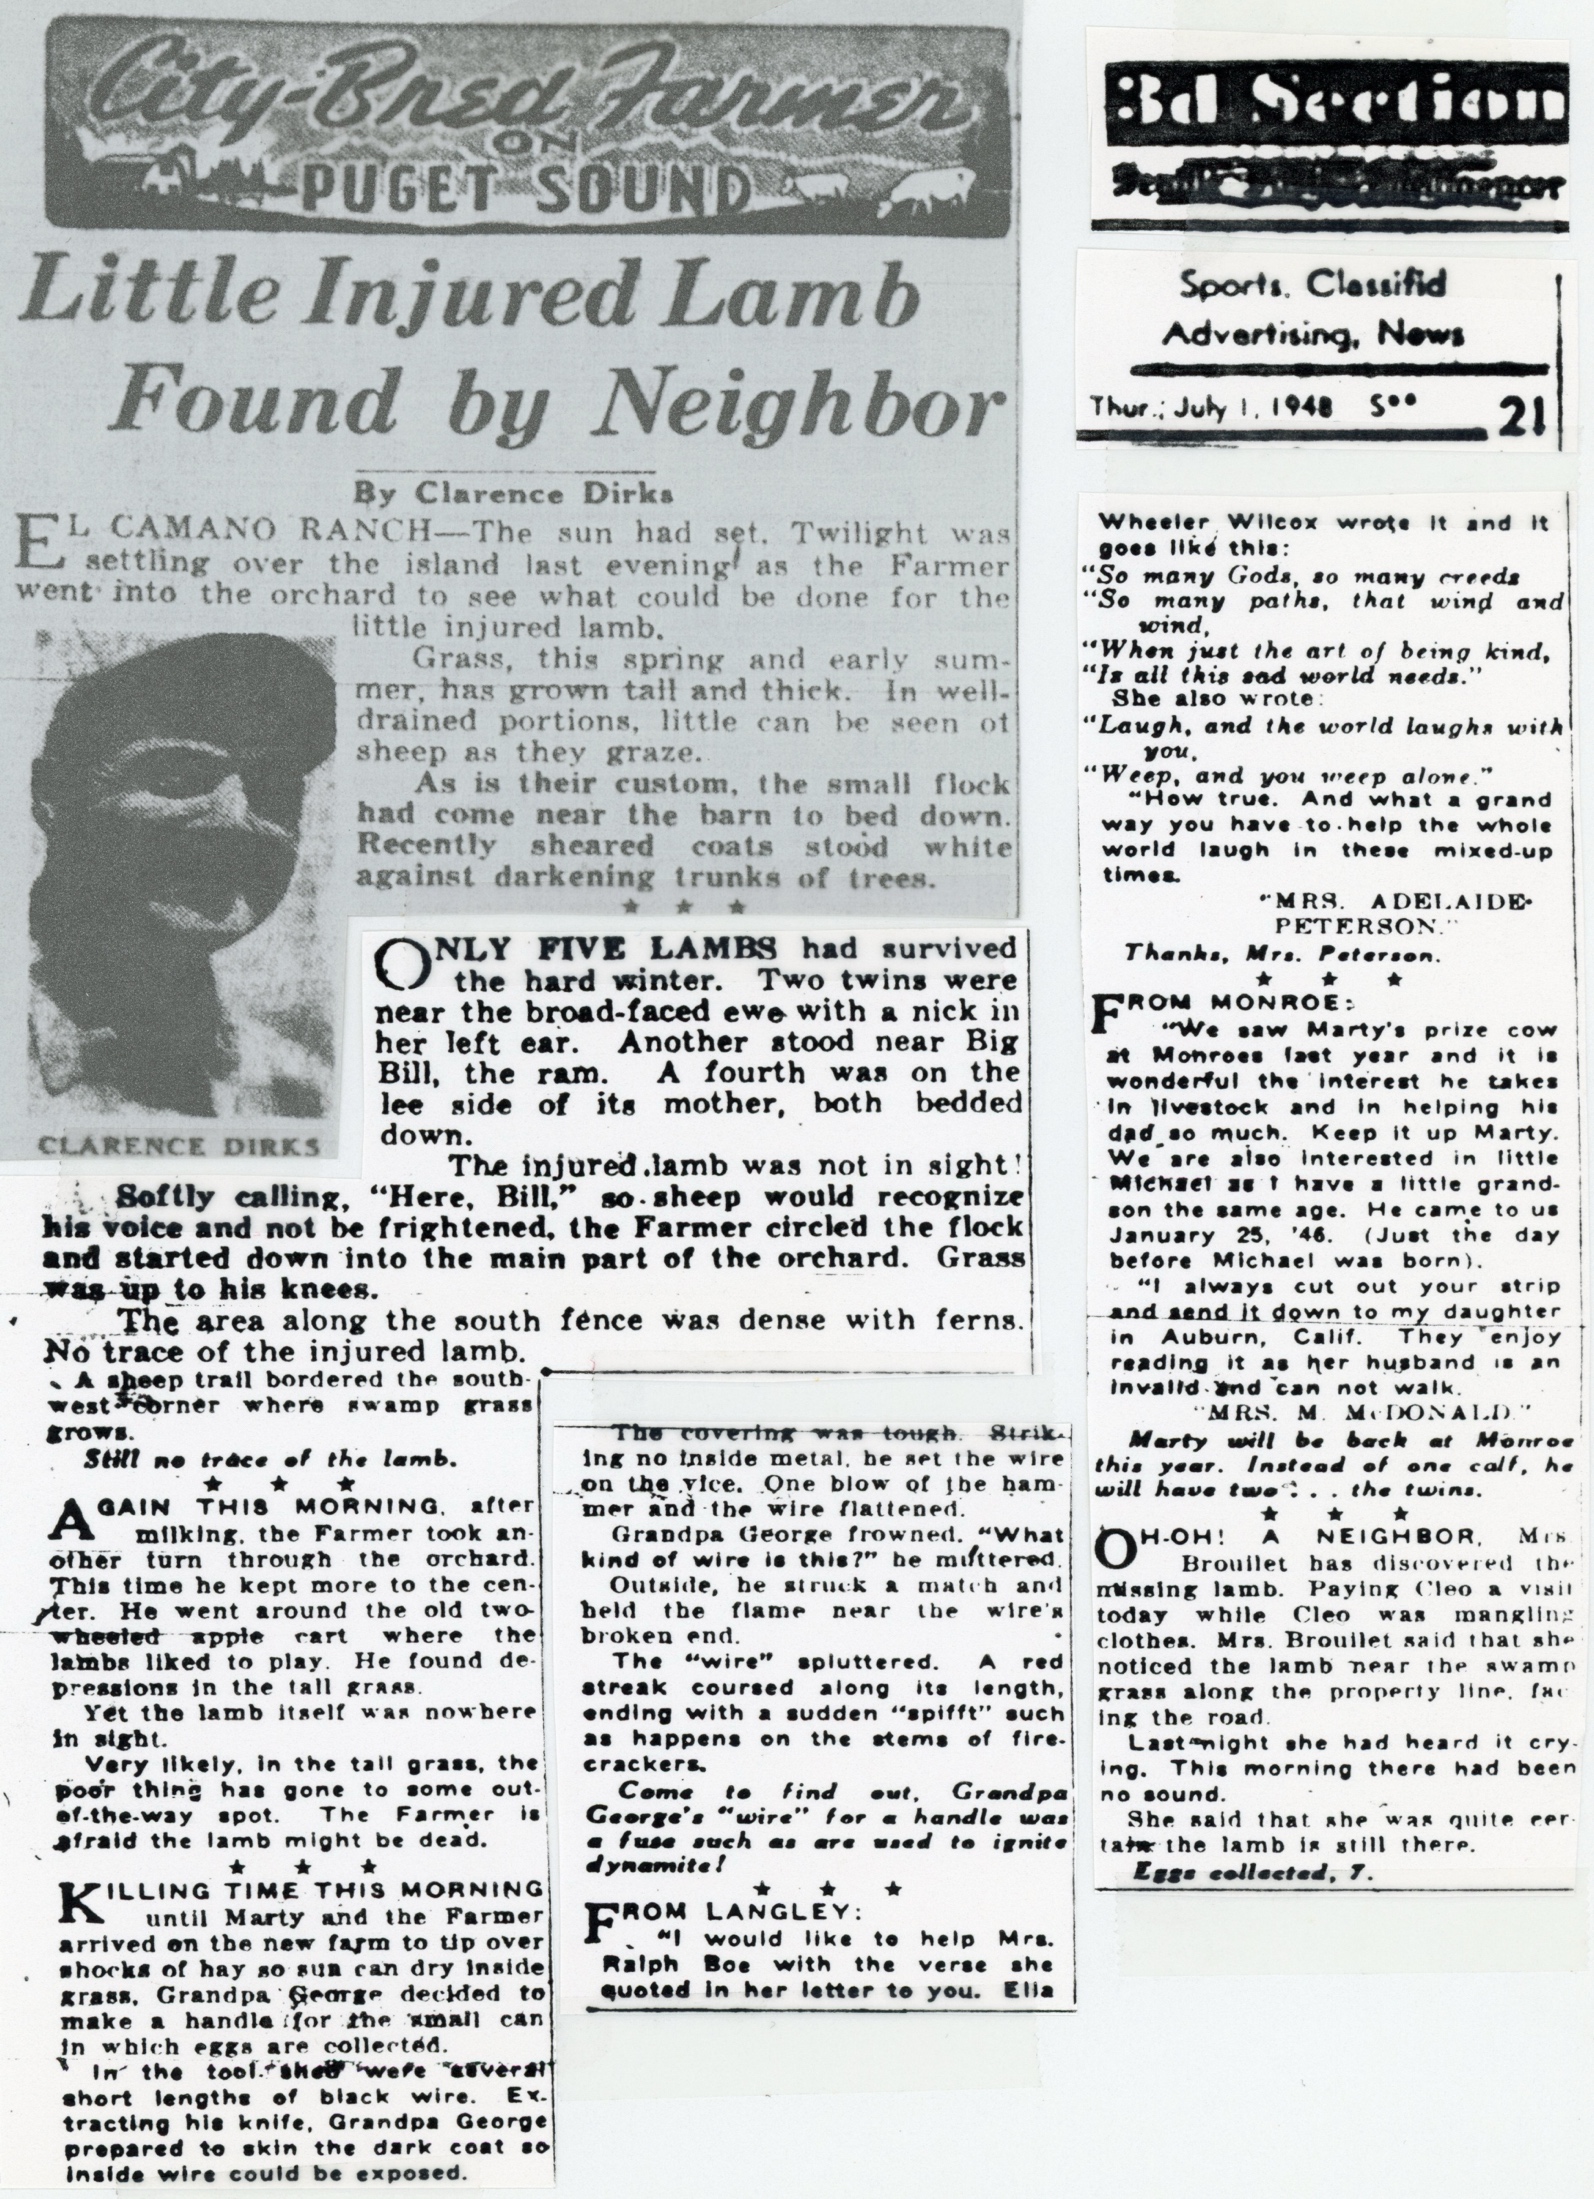 City-Bred Farmer
ON
PUGET SOUND
Little Injured Lamb
Found by Neighbor
By Clarence Dirks
EL CAMANO RANCH—The sun had set. Twilight was
settling over the island last evening as the Farmer
went into the orchard to see what could be done for the
little injured lamb.
Grass, this spring and early sum-
mer, has grown tall and thick. In well-
drained portions, little can be seen of
sheep as they graze.
As is their custom, the small flock
had come near the barn to bed down.
Recently sheared coats stood white
against darkening trunks of trees.
★ ★ ★
CLARENCE DIRKS
ONLY FIVE LAMBS had survived
the hard winter. Two twins were
near the broad-faced ewe with a nick in
her left ear. Another stood near Big
Bill, the ram. A fourth was on the
lee side of its mother, both bedded
down.
The injured lamb was not in sight!
Softly calling, "Here, Bill," so sheep would recognize
his voice and not be frightened, the Farmer circled the flock
and started down into the main part of the orchard. Grass
was up to his knees.
The area along the south fence was dense with ferns.
No trace of the injured lamb.
A sheep trail bordered the south-
west corner where swamp grass
grows.
Still no trace of the lamb.
★ ★ ★
AGAIN THIS MORNING, after
milking, the Farmer took an-
other turn through the orchard.
This time he kept more to the cen-
ter. He went around the old two-
wheeled apple cart where the
lambs liked to play. He found de-
pressions in the tall grass.
Yet the lamb itself was nowhere
in sight.
Very likely, in the tall grass, the
poor thing has gone to some out-
of-the-way spot. The Farmer is
afraid the lamb might be dead.
★ ★ ★
KILLING TIME THIS MORNING
until Marty and the Farmer
arrived on the new farm to tip over
shocks of hay so sun can dry inside
grass, Grandpa George decided to
make a handle for the small can
in which eggs are collected.
In the tool shed were several
short lengths of black wire. Ex-
tracting his knife, Grandpa George
prepared to skin the dark coat so
inside wire could be exposed.
The covering was tough. Strik-
ing no inside metal, he set the wire
on the vice. One blow of the ham-
mer and the wire flattened.
Grandpa George frowned. "What
kind of wire is this?" he muttered.
Outside, he struck a match and
held the flame near the wire's
broken end.
The "wire" spluttered. A red
streak coursed along its length,
ending with a sudden "spifft" such
as happens on the stems of fire-
crackers.
Come to find out, Grandpa
George's "wire" for a handle was
a fuse such as are used to ignite
dynamite!
★ ★ ★
FROM LANGLEY:
"I would like to help Mrs.
Ralph Boe with the verse she
quoted in her letter to you. Ella
3d Section
Sports, Classifid
Advertising, News
Thur.; July 1, 1948 S** 21
Wheeler Wilcox wrote it and it
goes like this:
"So many Gods, so many creeds
"So many paths, that wind and
wind,
"When just the art of being kind,
"Is all this sad world needs."
She also wrote:
"Laugh, and the world laughs with
you,
"Weep, and you weep alone."
"How true. And what a grand
way you have to help the whole
world laugh in these mixed-up
times.
"MRS. ADELAIDE
PETERSON."
Thanks, Mrs. Peterson.
★ ★ ★
FROM MONROE:
"We saw Marty's prize cow
at Monroes last year and it is
wonderful the interest he takes
in livestock and in helping his
dad so much. Keep it up Marty.
We are also interested in little
Michael as I have a little grand-
son the same age. He came to us
January 25, '46. (Just the day
before Michael was born).
"I always cut out your strip
and send it down to my daughter
in Auburn, Calif. They enjoy
reading it as her husband is an
invalid and can not walk.
"MRS. M. McDONALD."
Marty will be back at Monroe
this year. Instead of one calf, he
will have two . . . the twins.
★ ★ ★
OH-OH! A NEIGHBOR, Mrs.
Brouilet has discovered the
missing lamb. Paying Cleo a visit
today while Cleo was mangling
clothes. Mrs. Brouilet said that she
noticed the lamb near the swamp
grass along the property line, fac-
ing the road.
Last night she had heard it cry-
ing. This morning there had been
no sound.
She said that she was quite cer-
tain the lamb is still there.
Eggs collected, 7.